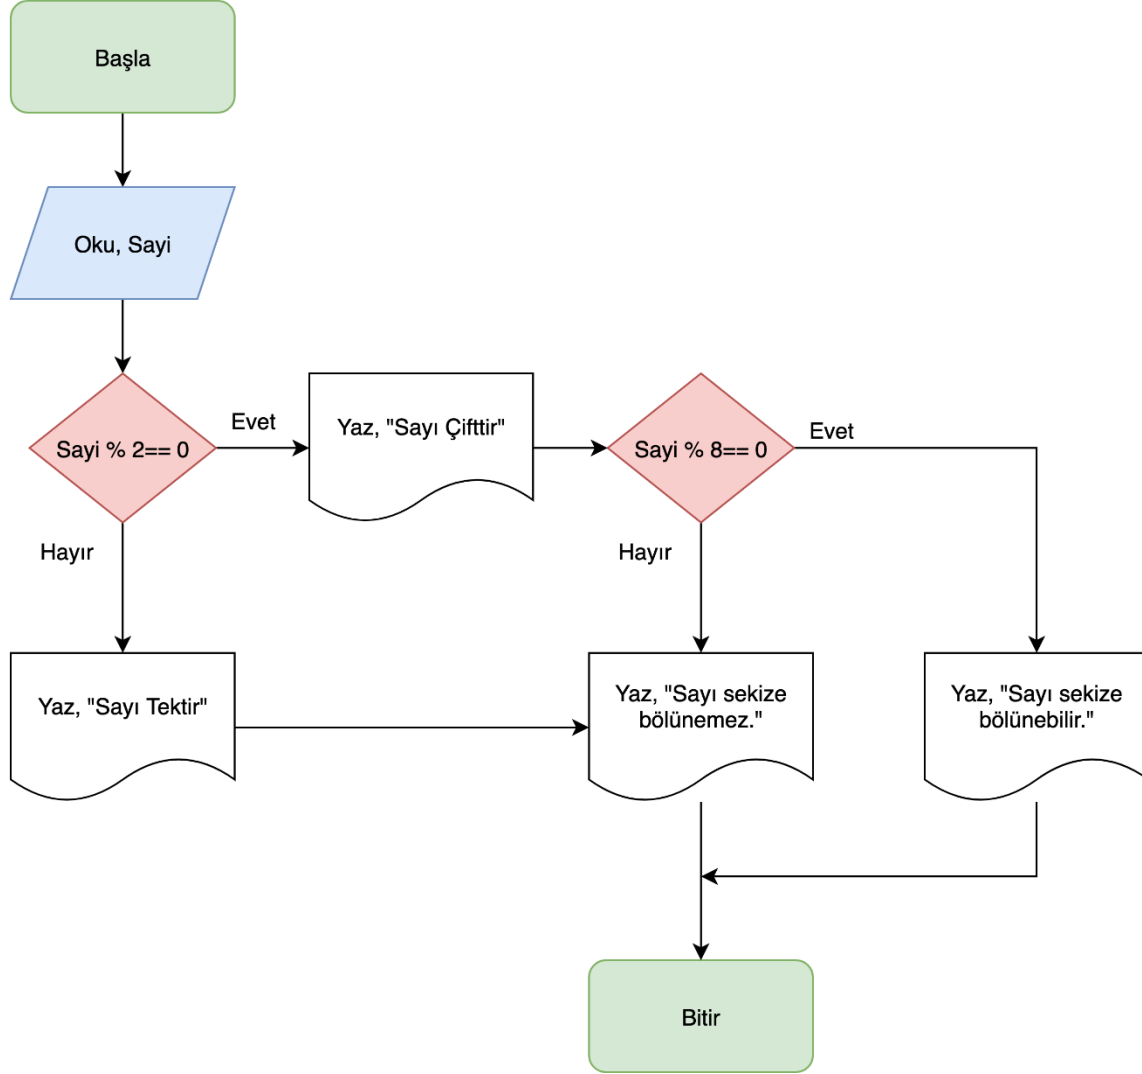 Başla
Oku, Sayi
Sayi % 2== 0
Evet
Yaz, "Sayı Çifttir"
Sayi % 8== 0
Evet
Hayır
Hayır
Yaz, "Sayı Tektir"
Yaz, "Sayı sekize
bölünemez."
Yaz, "Sayı sekize
bölünebilir."
Bitir